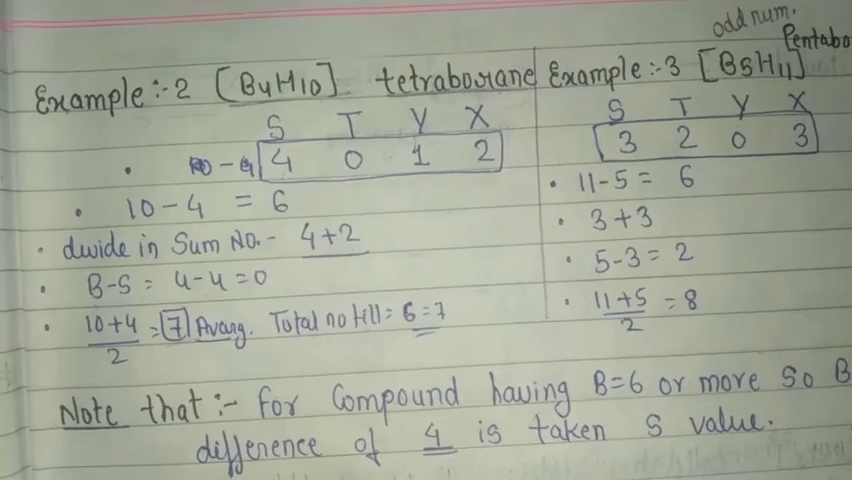 odd num.
Example:-2 [B4H10] tetraborane
S T Y X
4 0 1 2
• 10-4 = 6
• divide in Sum NO.- 4+2
• B-S = 4-4=0
• 10+4/2 = 7 Avarg. Total no till = 6=7
Example:-3 [B5H11] Pentabo
S T Y X
3 2 0 3
• 11-5 = 6
• 3+3
• 5-3=2
• 11+5/2 = 8
Note that:- for Compound having B=6 or more so B
difference of 4 is taken S value.